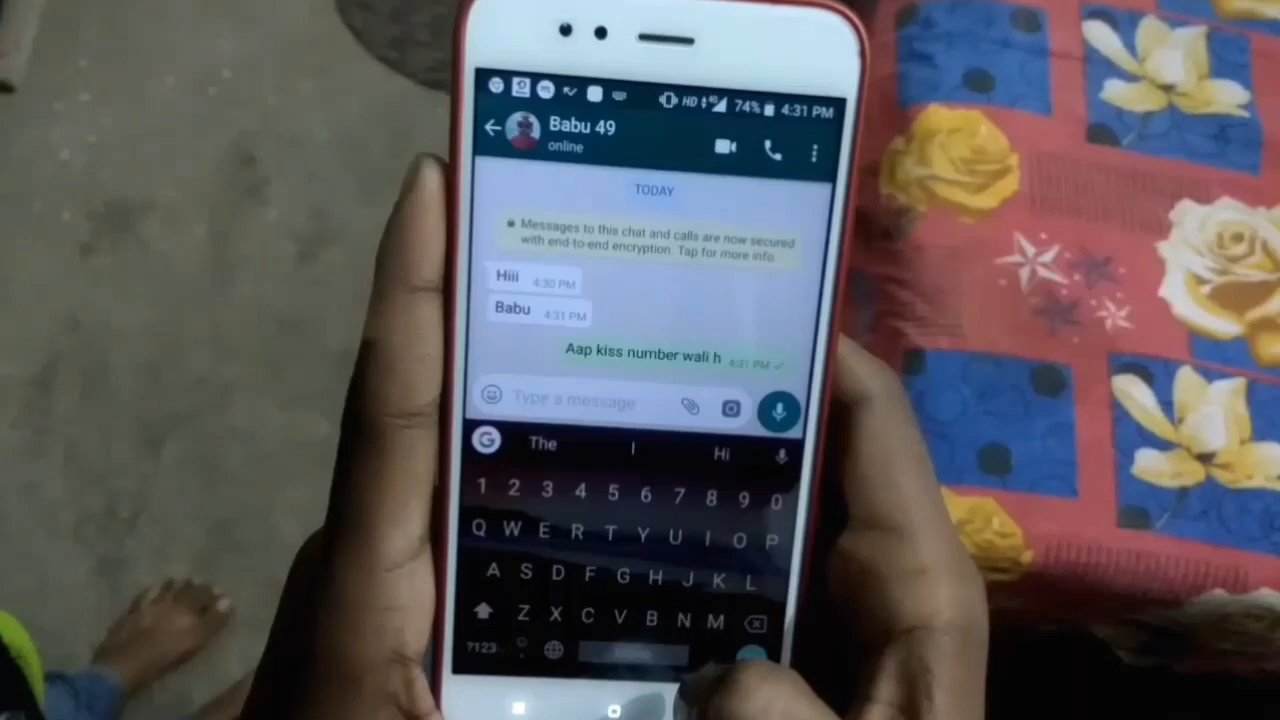 HD 4G 74% 4:31 PM
Babu 49
online
TODAY
Messages to this chat and calls are now secured
with end-to-end encryption. Tap for more info.
Hiii 4:30 PM
Babu 4:31 PM
Aap kiss number wali h 4:31 PM
Type a message
G The Hi
1 2 3 4 5 6 7 8 9 0
Q W E R T Y U I O P
A S D F G H J K L
Z X C V B N M
?123